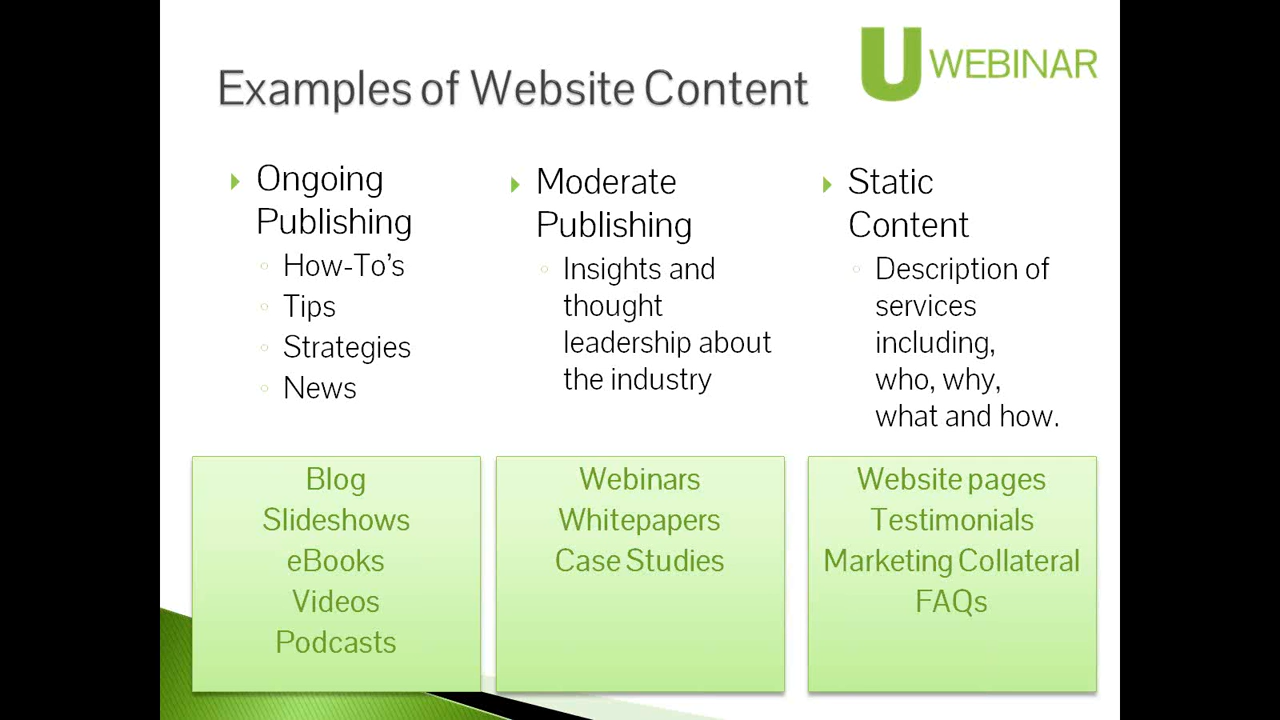 Examples of Website Content
U WEBINAR
Ongoing
Publishing
How-To's
Tips
Strategies
News
Moderate
Publishing
Insights and
thought
leadership about
the industry
Static
Content
Description of
services
including,
who, why,
what and how.
Blog
Slideshows
eBooks
Videos
Podcasts
Webinars
Whitepapers
Case Studies
Website pages
Testimonials
Marketing Collateral
FAQs